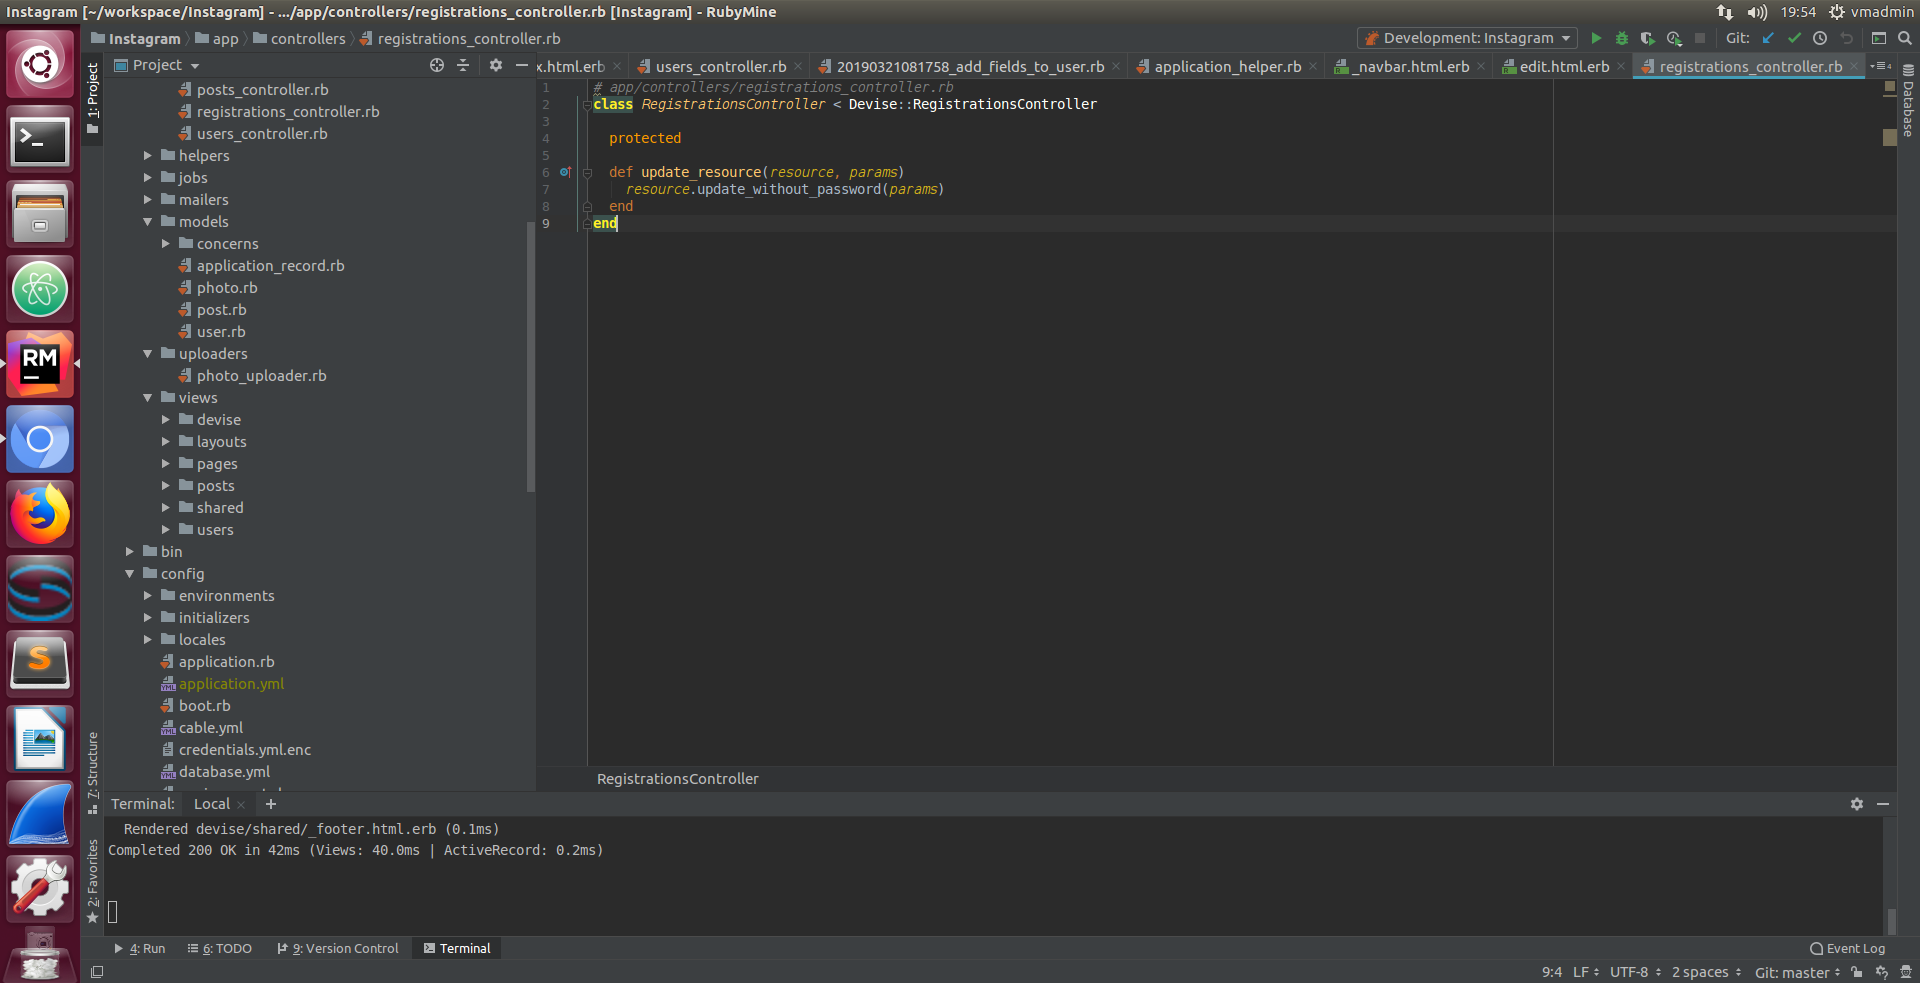 Instagram [~/workspace/Instagram] - .../app/controllers/registrations_controller.rb [Instagram] - RubyMine
19:54
vmadmin
Instagram
app
controllers
registrations_controller.rb
Development: Instagram
Git:
1: Project
Project
x.html.erb
users_controller.rb
20190321081758_add_fields_to_user.rb
application_helper.rb
_navbar.html.erb
edit.html.erb
registrations_controller.rb
4
posts_controller.rb
registrations_controller.rb
users_controller.rb
helpers
jobs
mailers
models
concerns
application_record.rb
photo.rb
post.rb
user.rb
uploaders
photo_uploader.rb
views
devise
layouts
pages
posts
shared
users
bin
config
environments
initializers
locales
application.rb
application.yml
boot.rb
cable.yml
credentials.yml.enc
database.yml
1 # app/controllers/registrations_controller.rb
2 class RegistrationsController < Devise::RegistrationsController
3
4 protected
5
6 def update_resource(resource, params)
7 resource.update_without_password(params)
8 end
9 end
Database
RegistrationsController
RM
S
7: Structure
2: Favorites
Terminal:
Local
+
Rendered devise/shared/_footer.html.erb (0.1ms)
Completed 200 OK in 42ms (Views: 40.0ms | ActiveRecord: 0.2ms)
4: Run
6: TODO
9: Version Control
Terminal
Event Log
9:4
LF
UTF-8
2 spaces
Git: master